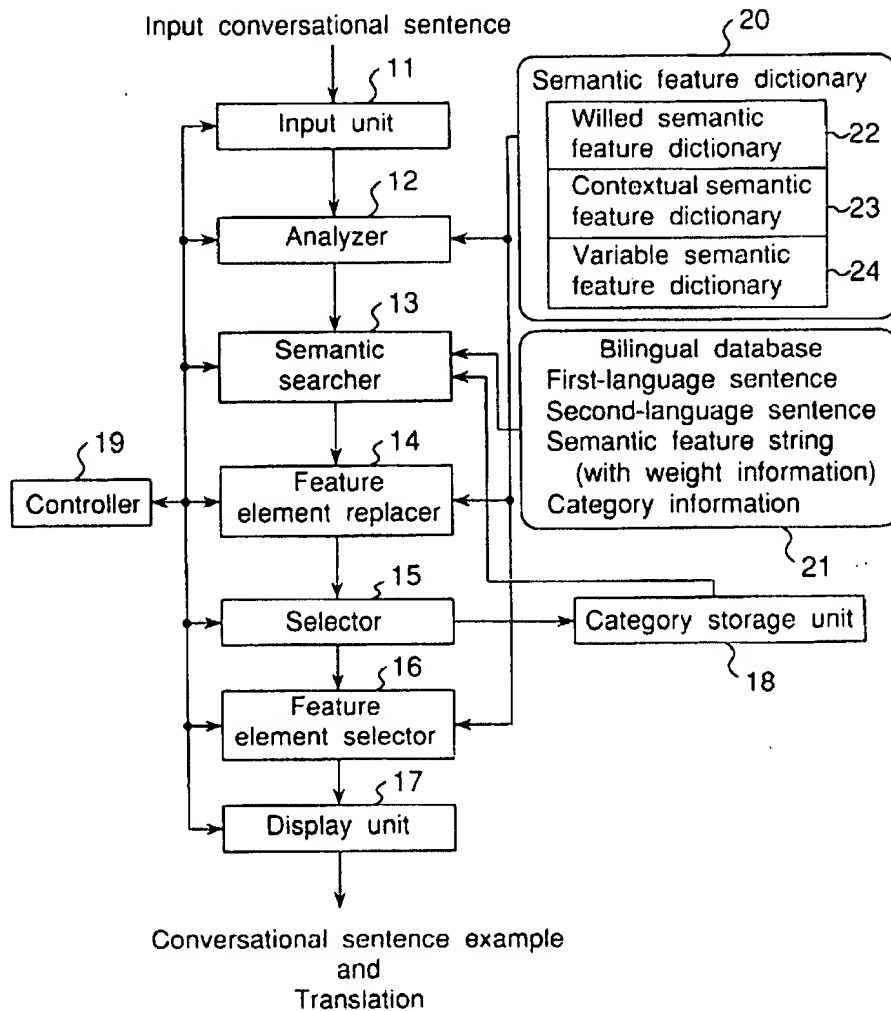 Input conversational sentence
11
Input unit
12
Analyzer
13
Semantic
searcher
14
Feature
element replacer
15
Selector
16
Feature
element selector
17
Display unit
Conversational sentence example
and
Translation
19
Controller
20
Semantic feature dictionary
Willed semantic
feature dictionary
22
Contextual semantic
feature dictionary
23
Variable semantic
feature dictionary
24
Bilingual database
First-language sentence
Second-language sentence
Semantic feature string
(with weight information)
Category information
21
Category storage unit
18